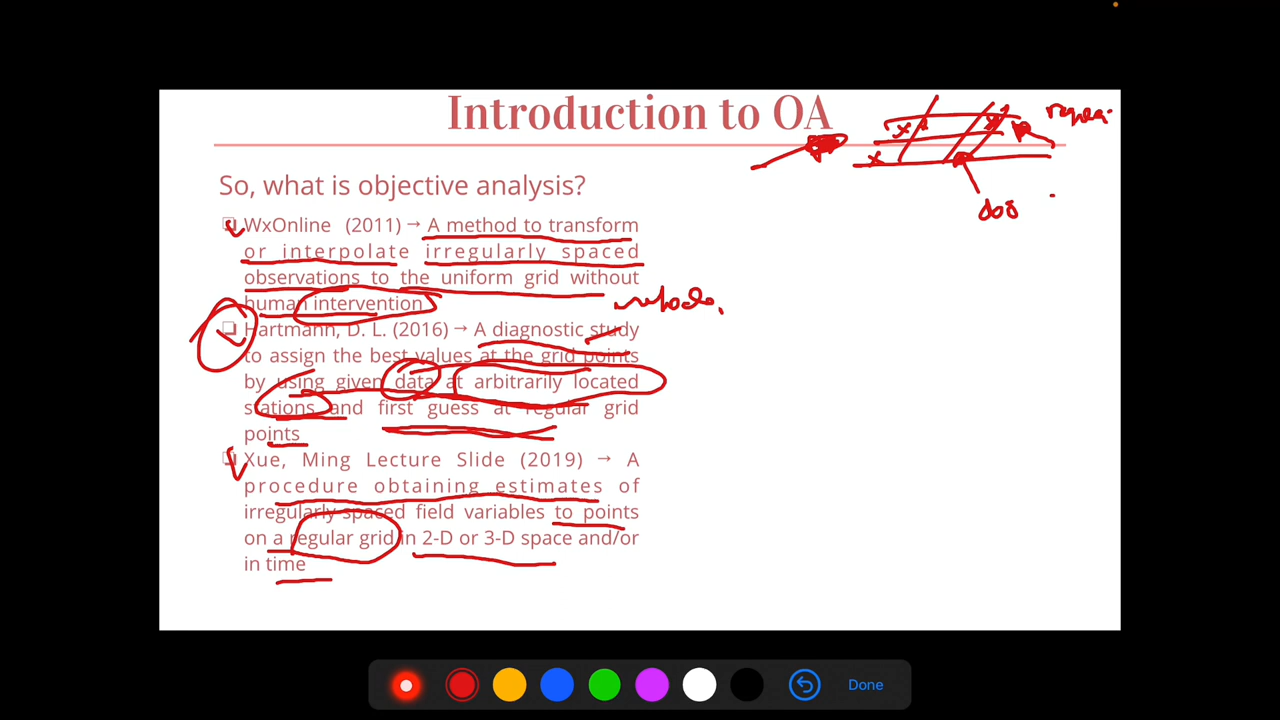 Introduction to OA
So, what is objective analysis?
WxOnline (2011) → A method to transform
or interpolate irregularly spaced
observations to the uniform grid without
human intervention
Hartmann, D. L. (2016) → A diagnostic study
to assign the best values at the grid points
by using given data at arbitrarily located
stations and first guess at regular grid
points
Xue, Ming Lecture Slide (2019) → A
procedure obtaining estimates of
irregularly-spaced field variables to points
on a regular grid in 2-D or 3-D space and/or
in time
Done